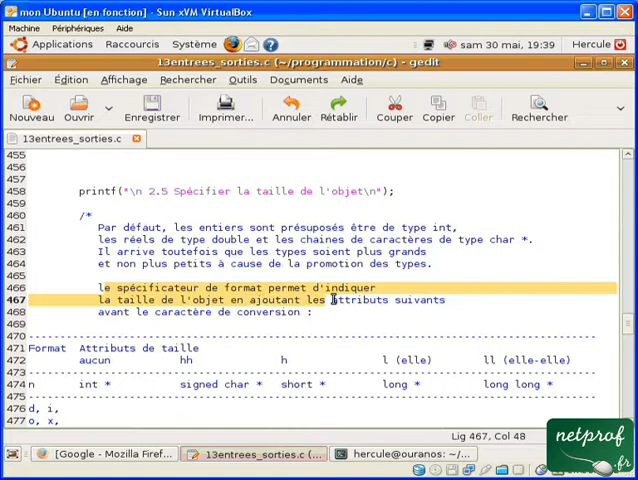 mon Ubuntu [en fonction] - Sun xVM VirtualBox
Machine Périphériques Aide
Applications Raccourcis Système sam 30 mai, 19:39 Hercule
13entrees_sorties.c (~/programmation/c) - gedit
Fichier Édition Affichage Rechercher Outils Documents Aide
Nouveau Ouvrir Enregistrer Annuler Rétablir Couper Copier Coller Rechercher
13entrees_sorties.c
455
456
457
458 printf("\n 2.5 Spécifier la taille de l'objet\n");
459
460 /*
461 Par défaut, les entiers sont présuposés être de type int,
462 les réels de type double et les chaines de caractères de type char *.
463 Il arrive toutefois que les types soient plus grands
464 et non plus petits à cause de la promotion des types.
465
466 le spécificateur de format permet d'indiquer
467 la taille de l'objet en ajoutant les attributs suivants
468 avant le caractère de conversion :
469
470 ------------------------------------------------------------
471 Format Attributs de taille
472 aucun hh h l (elle) ll (elle-elle)
473 ------------------------------------------------------------
474 n int * signed char * short * long * long long *
475 ------------------------------------------------------------
476 d, i,
477 o, x,
Lig 467, Col 48
[Google - Mozilla Firef... 13entrees_sorties.c (... hercule@ouranos: ~/...
netprof
.fr